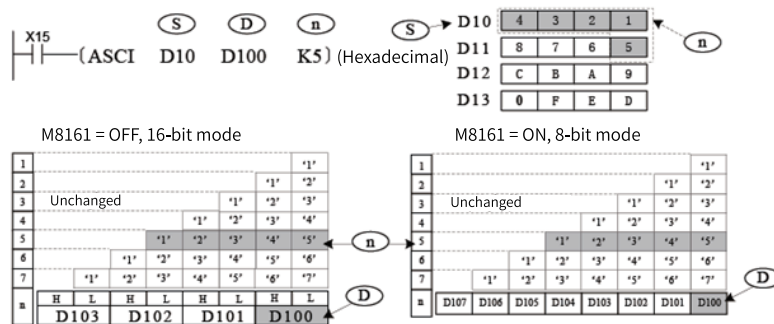 S D n
X15
(ASCI D10 D100 K5) (Hexadecimal)
S
D10 4 3 2 1
D11 8 7 6 5
D12 C B A 9
D13 0 F E D
n
M8161 = OFF, 16-bit mode
1 '1'
2 '1' '2'
3 Unchanged '1' '2' '3'
4 '1' '2' '3' '4'
5 '1' '2' '3' '4' '5'
6 '1' '2' '3' '4' '5' '6'
7 '1' '2' '3' '4' '5' '6' '7'
n H L H L H L H L
D103 D102 D101 D100
n
D
M8161 = ON, 8-bit mode
1 '1'
2 '1' '2'
3 Unchanged '1' '2' '3'
4 '1' '2' '3' '4'
5 '1' '2' '3' '4' '5'
6 '1' '2' '3' '4' '5' '6'
7 '1' '2' '3' '4' '5' '6' '7'
n D107 D106 D105 D104 D103 D102 D101 D100
D